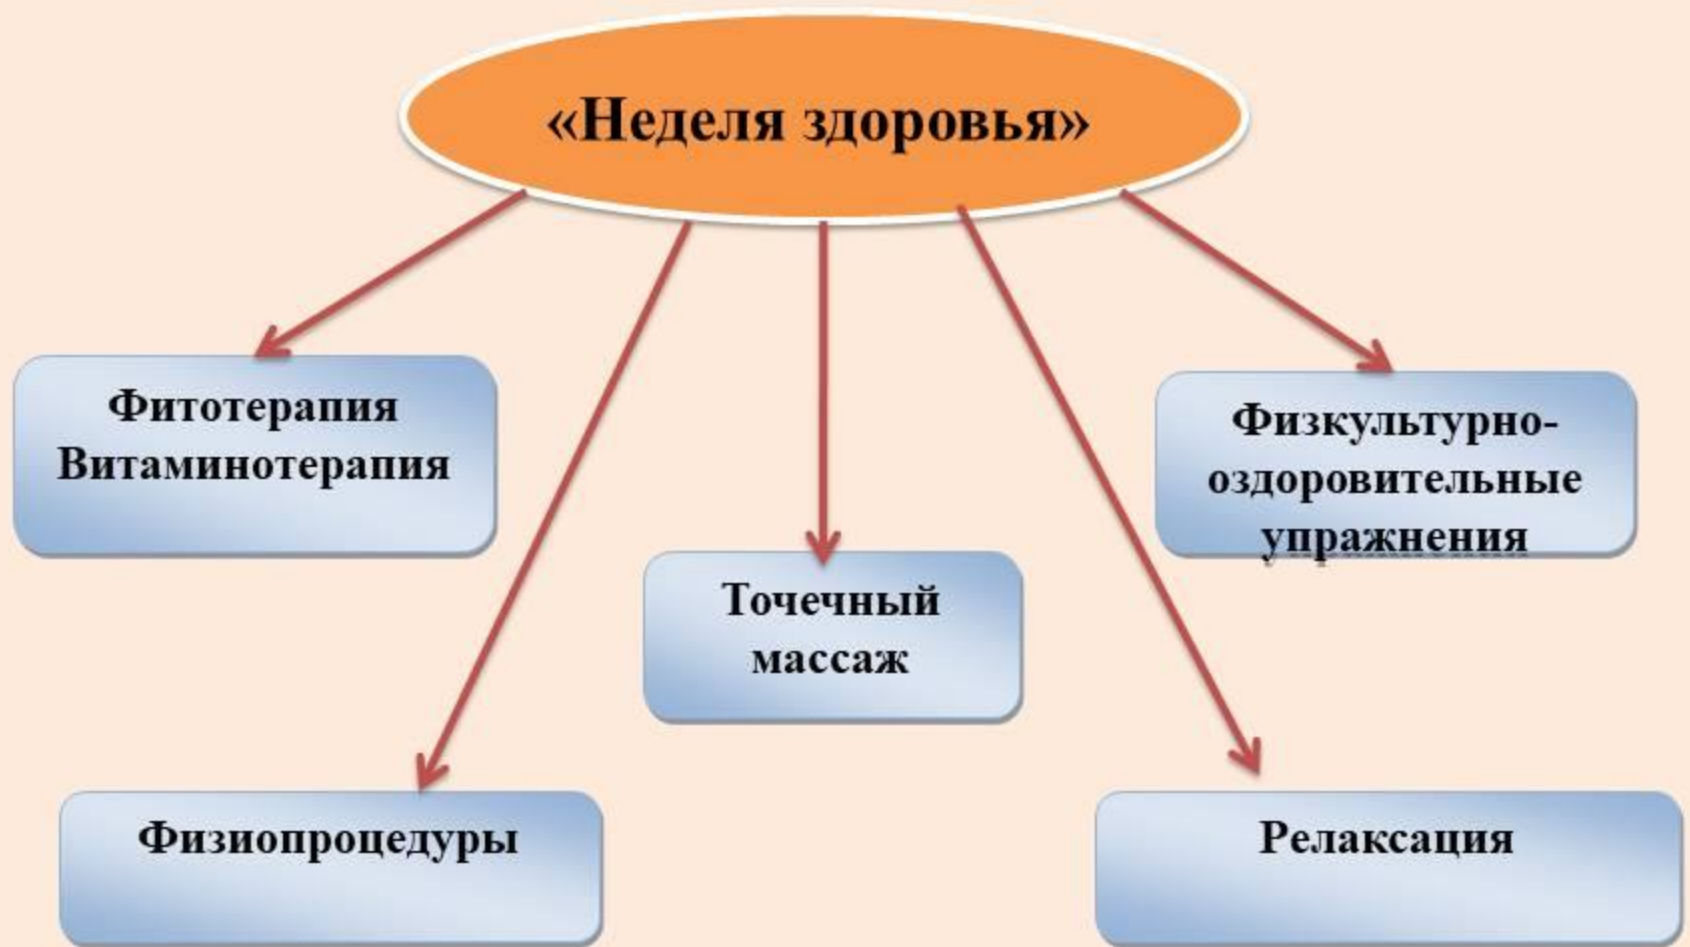 «Неделя здоровья»
Фитотерапия
Витаминотерапия
Физкультурно-
оздоровительные
упражнения
Точечный
массаж
Физиопроцедуры
Релаксация